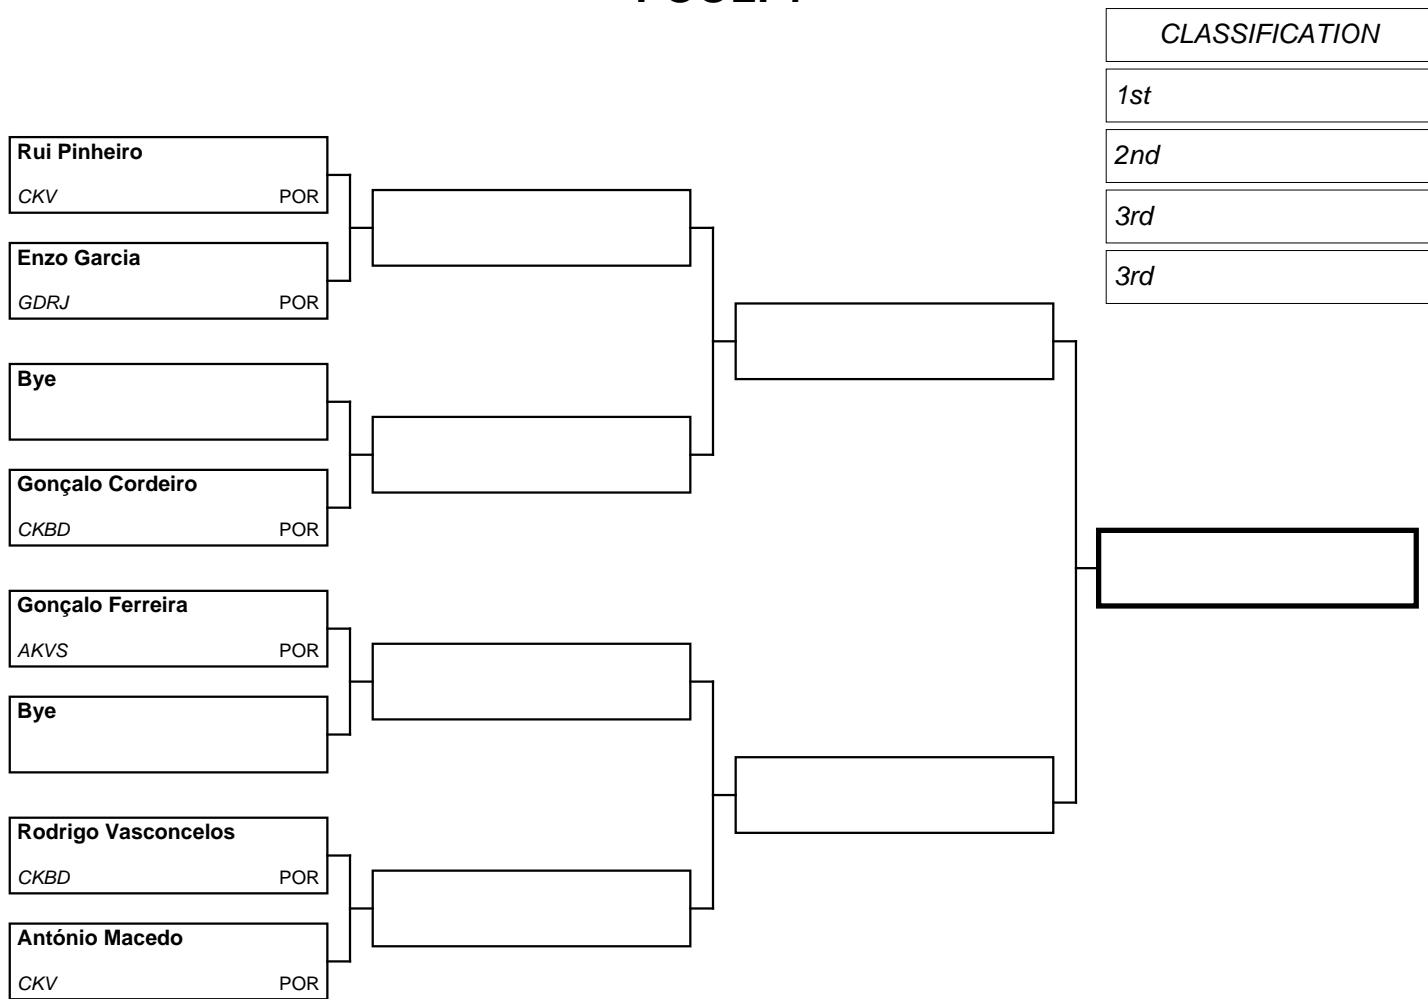 CLASSIFICATION
1st
2nd
3rd
3rd
Rui Pinheiro
CKV POR
Enzo Garcia
GDRJ POR
Bye
Gonçalo Cordeiro
CKBD POR
Gonçalo Ferreira
AKVS POR
Bye
Rodrigo Vasconcelos
CKBD POR
António Macedo
CKV POR